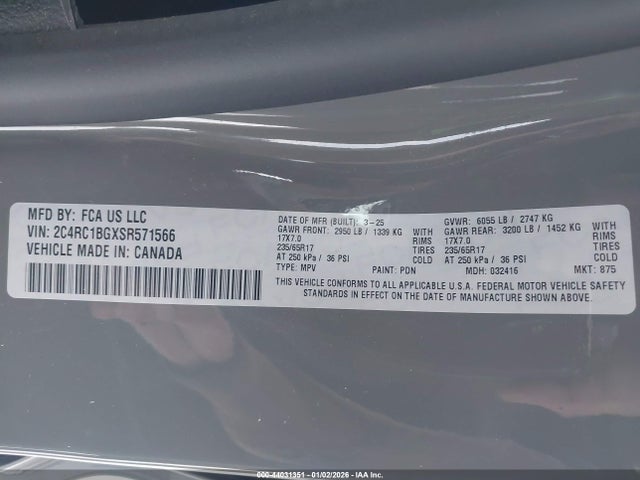 MFD BY: FCA US LLC
VIN: 2C4RC1BGXSR571566
VEHICLE MADE IN: CANADA
DATE OF MFR (BUILT): 3-25 GVWR: 6055 LB / 2747 KG
GAWR FRONT: 2950 LB / 1339 KG WITH GAWR REAR: 3200 LB / 1452 KG WITH
17X7.0 RIMS 17X7.0 RIMS
235/65R17 TIRES 235/65R17 TIRES
AT 250 kPa / 36 PSI COLD AT 250 kPa / 36 PSI COLD
TYPE: MPV PAINT: PDN MDH: 032416 MKT: 875
THIS VEHICLE CONFORMS TO ALL APPLICABLE U.S.A. FEDERAL MOTOR VEHICLE SAFETY
STANDARDS IN EFFECT ON THE DATE OF MANUFACTURE SHOWN ABOVE.
000-44031351 - 01/02/2026 - IAA Inc.